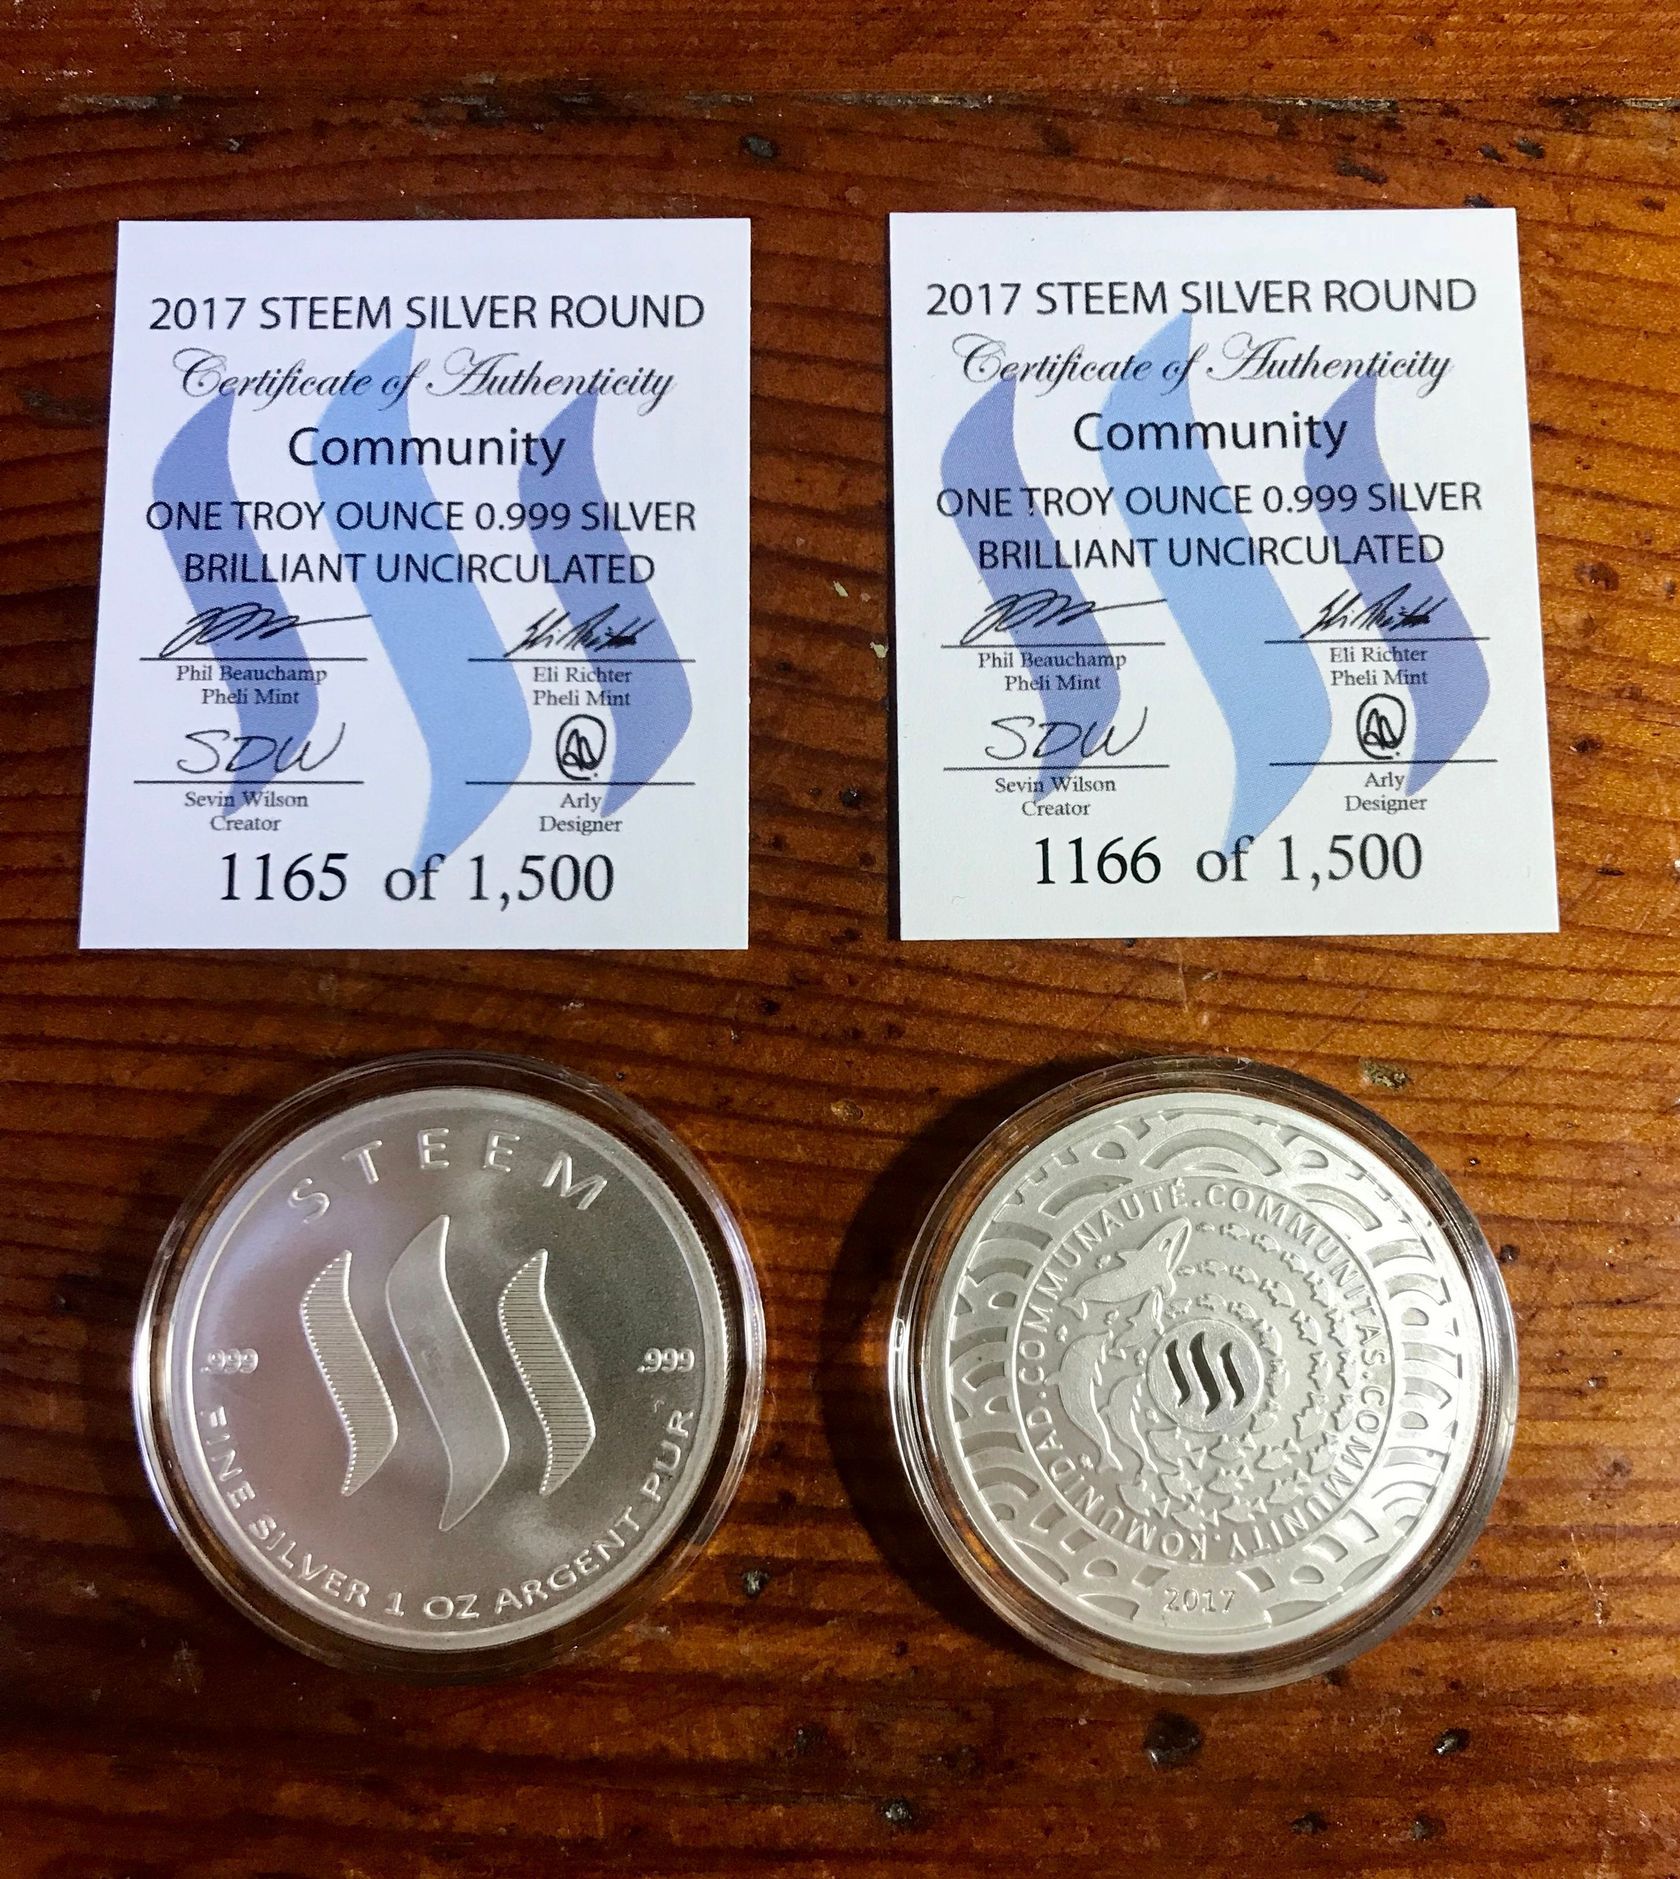 2017 STEEM SILVER ROUND
Certificate of Authenticity
Community
ONE TROY OUNCE 0.999 SILVER
BRILLIANT UNCIRCULATED
Phil Beauchamp
Pheli Mint
Eli Richter
Pheli Mint
SDW
Sevin Wilson
Creator
Arly
Designer
1165 of 1,500
2017 STEEM SILVER ROUND
Certificate of Authenticity
Community
ONE TROY OUNCE 0.999 SILVER
BRILLIANT UNCIRCULATED
Phil Beauchamp
Pheli Mint
Eli Richter
Pheli Mint
SDW
Sevin Wilson
Creator
Arly
Designer
1166 of 1,500
STEEM
.999
.999
FINE SILVER 1 OZ ARGENT PUR
COMMUNAUTÉ.COMMUNITAS.COMMUNITY.KOMUNIDAD.
2017